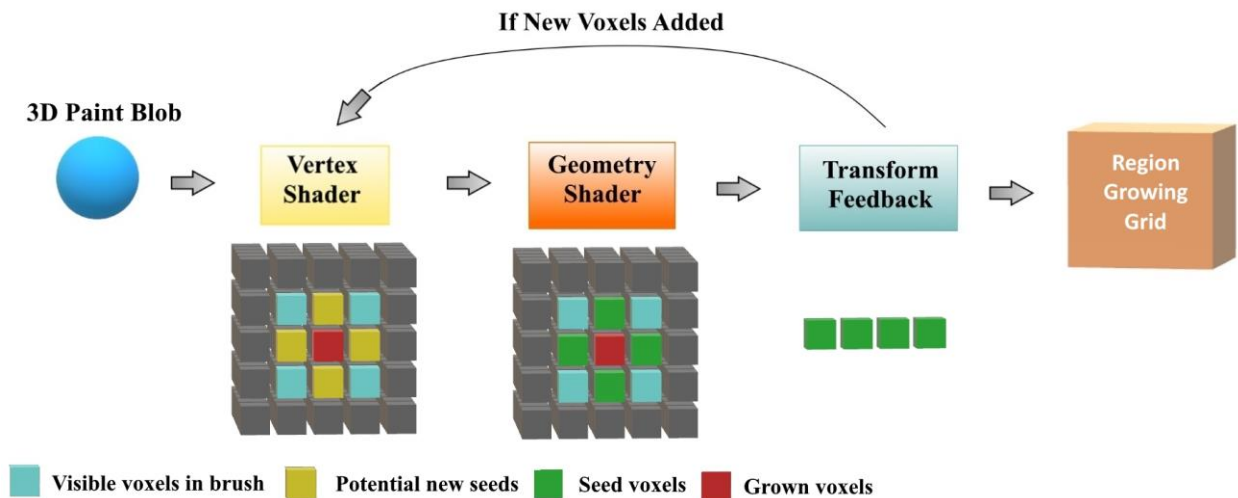 If New Voxels Added
3D Paint Blob
Vertex
Shader
Geometry
Shader
Transform
Feedback
Region
Growing
Grid
Visible voxels in brush
Potential new seeds
Seed voxels
Grown voxels